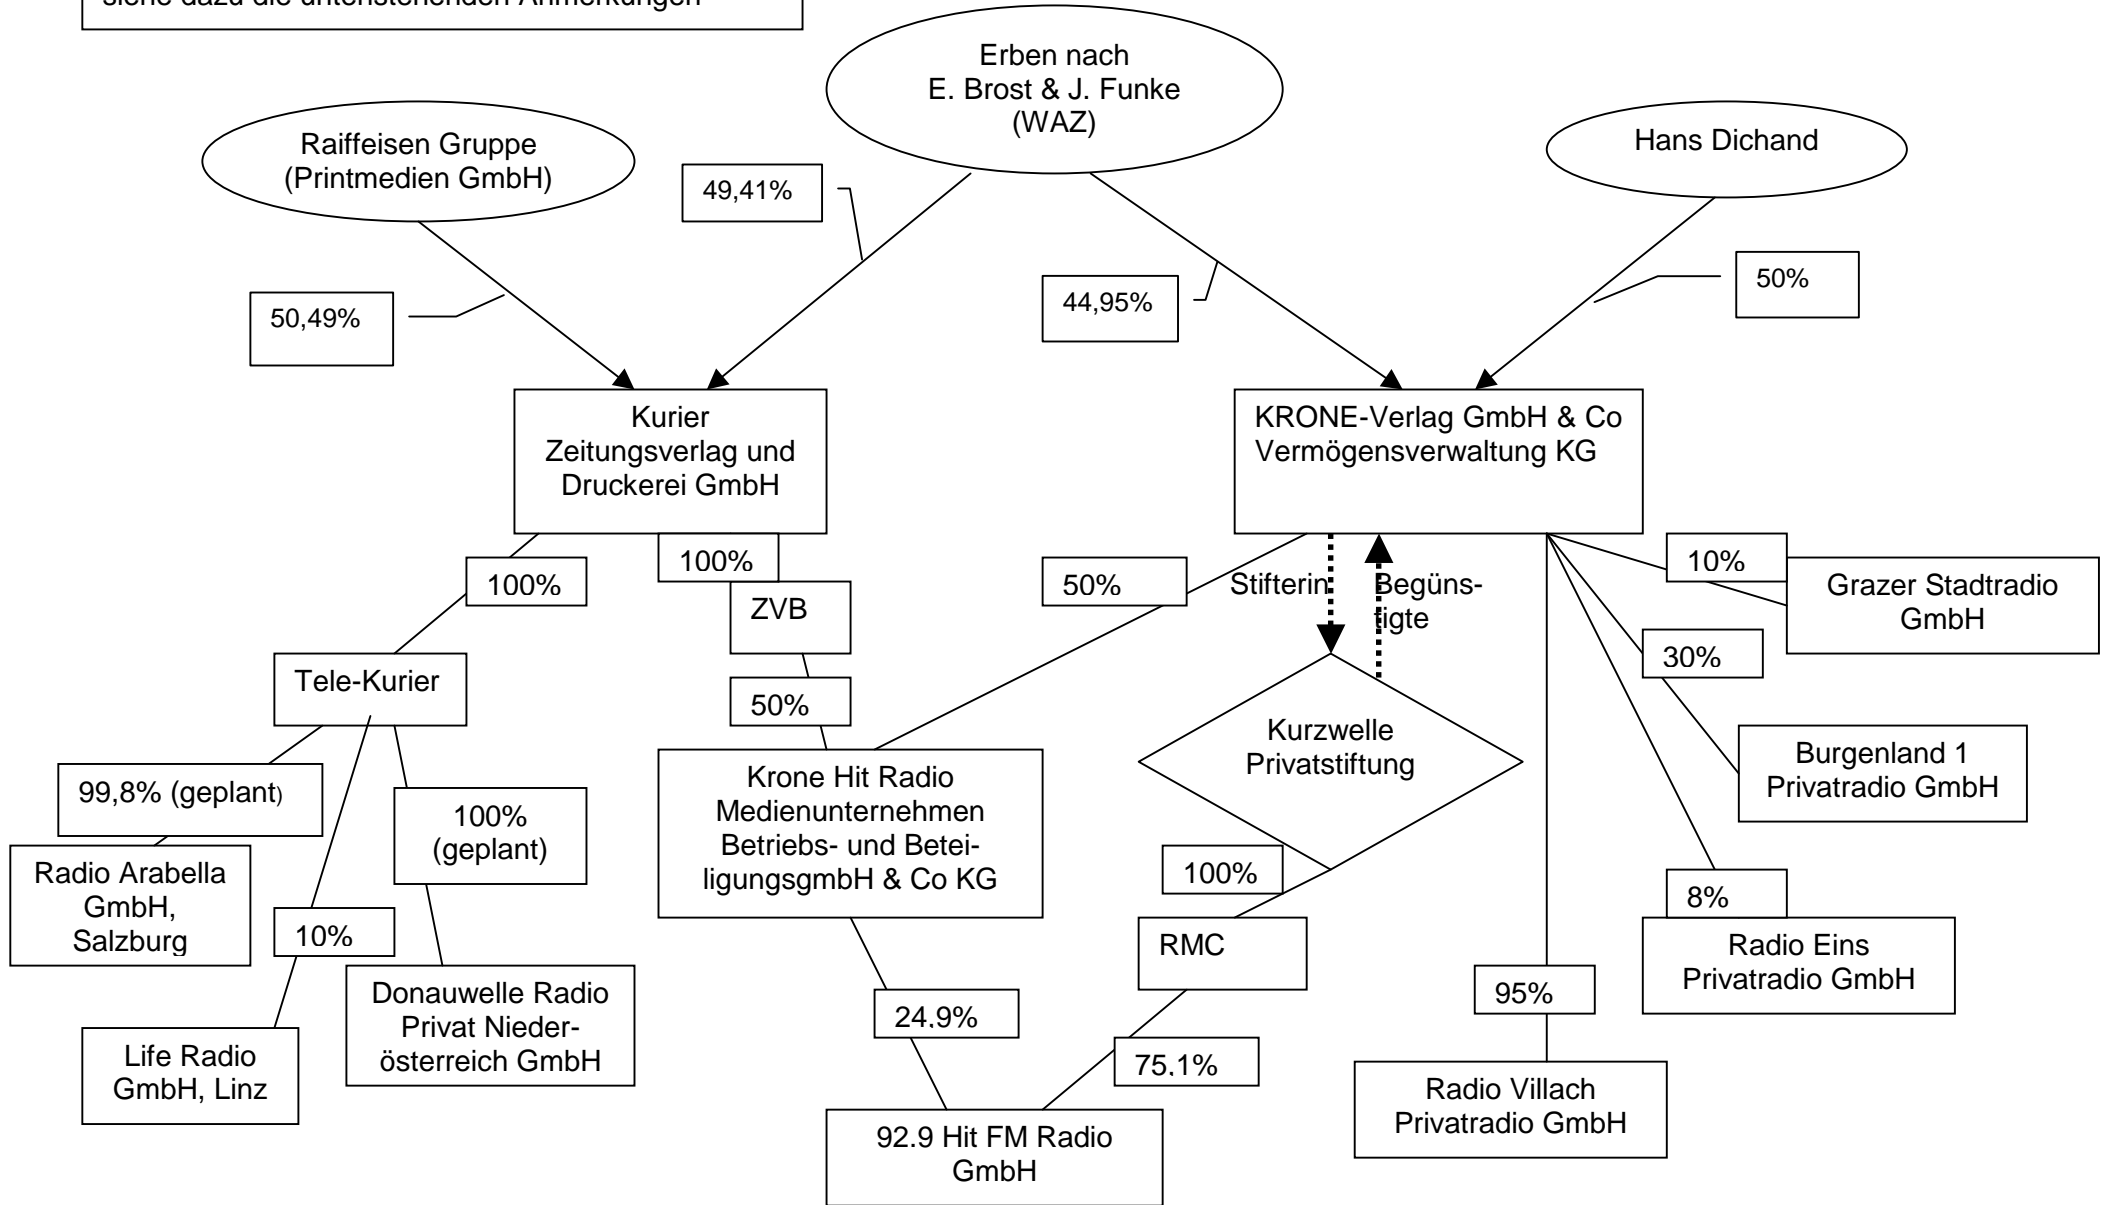 siehe dazu die untenstehenden Anmerkungen
Erben nach
E. Brost & J. Funke
(WAZ)
Raiffeisen Gruppe
(Printmedien GmbH)
Hans Dichand
49,41%
50,49%
44,95%
50%
Kurier
Zeitungsverlag und
Druckerei GmbH
KRONE-Verlag GmbH & Co
Vermögensverwaltung KG
100%
100%
ZVB
50%
Stifterin
Begüns-
tigte
10%
Grazer Stadtradio
GmbH
30%
Tele-Kurier
50%
Kurzwelle
Privatstiftung
Burgenland 1
Privatradio GmbH
99,8% (geplant)
100%
(geplant)
Krone Hit Radio
Medienunternehmen
Betriebs- und Betei-
ligungsgmbH & Co KG
100%
8%
Radio Arabella
GmbH,
Salzburg
10%
RMC
Radio Eins
Privatradio GmbH
Donauwelle Radio
Privat Nieder-
österreich GmbH
24,9%
95%
Life Radio
GmbH, Linz
75,1%
Radio Villach
Privatradio GmbH
92.9 Hit FM Radio
GmbH